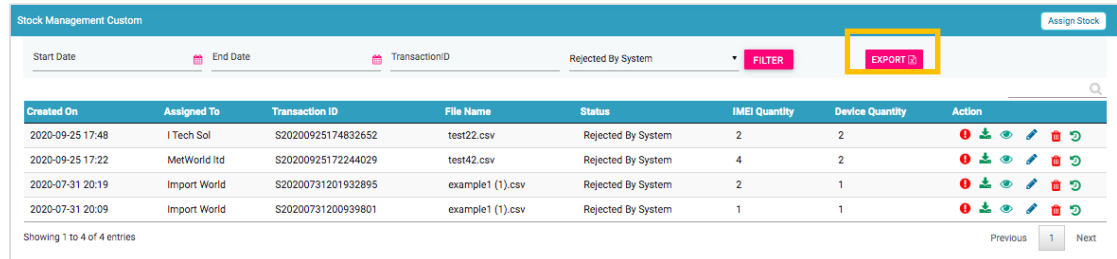 Stock Management Custom Assign Stock
Start Date End Date TransactionID Rejected By System FILTER EXPORT
Created On Assigned To Transaction ID File Name Status IMEI Quantity Device Quantity Action
2020-09-25 17:48 I Tech Sol S20200925174832652 test22.csv Rejected By System 2 2
2020-09-25 17:22 MetWorld ltd S20200925172244029 test42.csv Rejected By System 4 2
2020-07-31 20:19 Import World S20200731201932895 example1 (1).csv Rejected By System 2 1
2020-07-31 20:09 Import World S20200731200939801 example1 (1).csv Rejected By System 1 1
Showing 1 to 4 of 4 entries Previous 1 Next